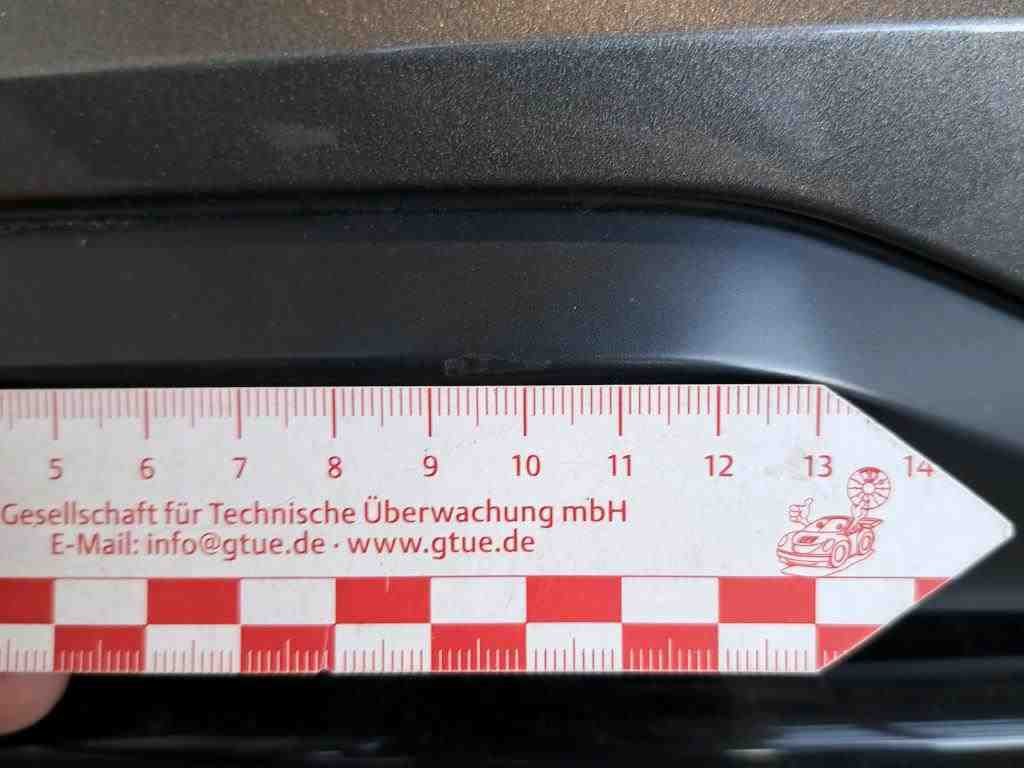 5 6 7 8 9 10 11 12 13 14
Gesellschaft für Technische Überwachung mbH
E-Mail: info@gtue.de · www.gtue.de